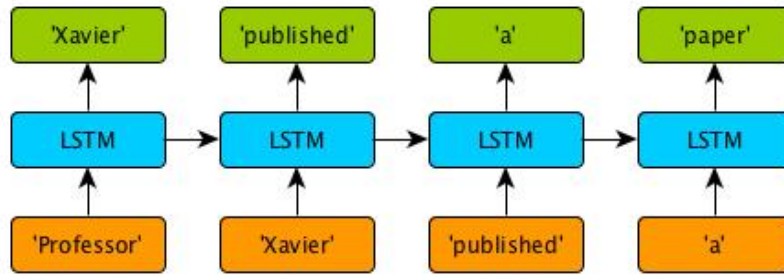 'Xavier' 'published' 'a' 'paper'
LSTM LSTM LSTM LSTM
'Professor' 'Xavier' 'published' 'a'